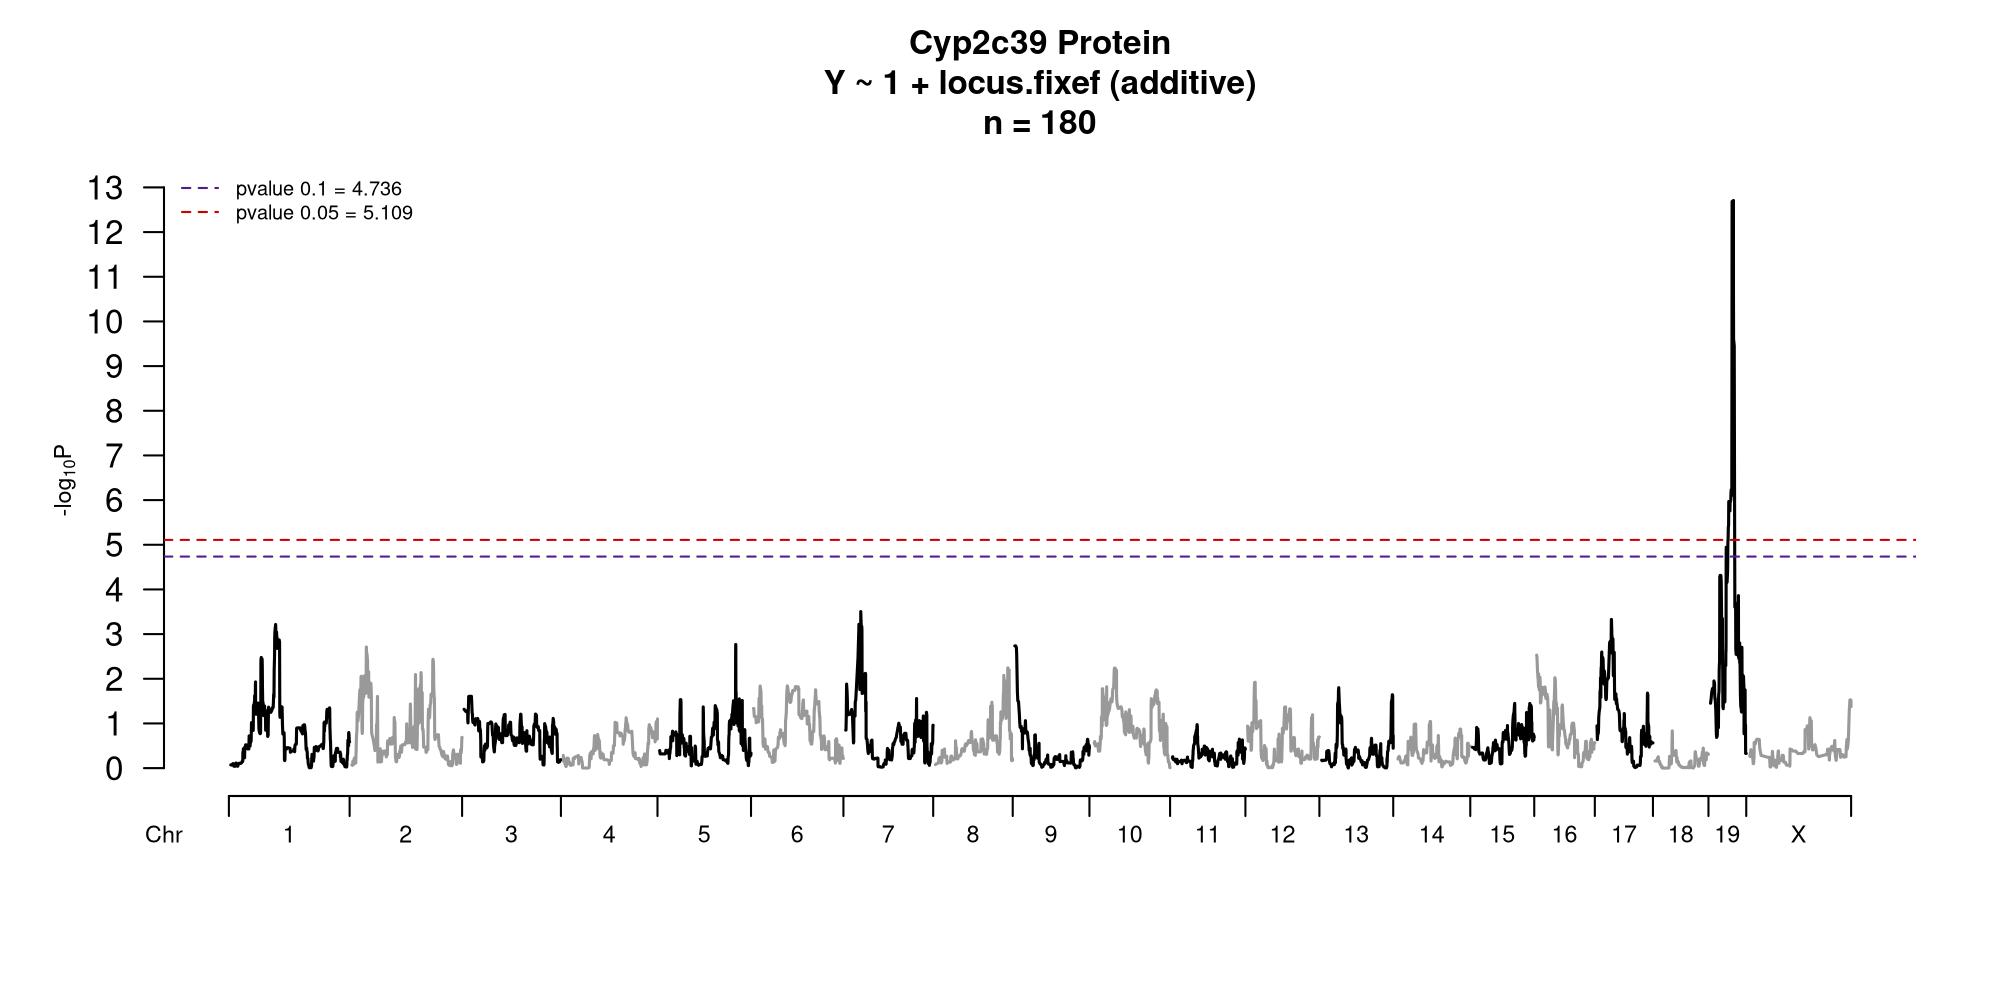 Cyp2c39 Protein
Y ~ 1 + locus.fixef (additive)
n = 180
13
12
11
10
9
8
7
6
5
4
3
2
1
0
-log10P
pvalue 0.1 = 4.736
pvalue 0.05 = 5.109
Chr 1 2 3 4 5 6 7 8 9 10 11 12 13 14 15 16 17 18 19 X